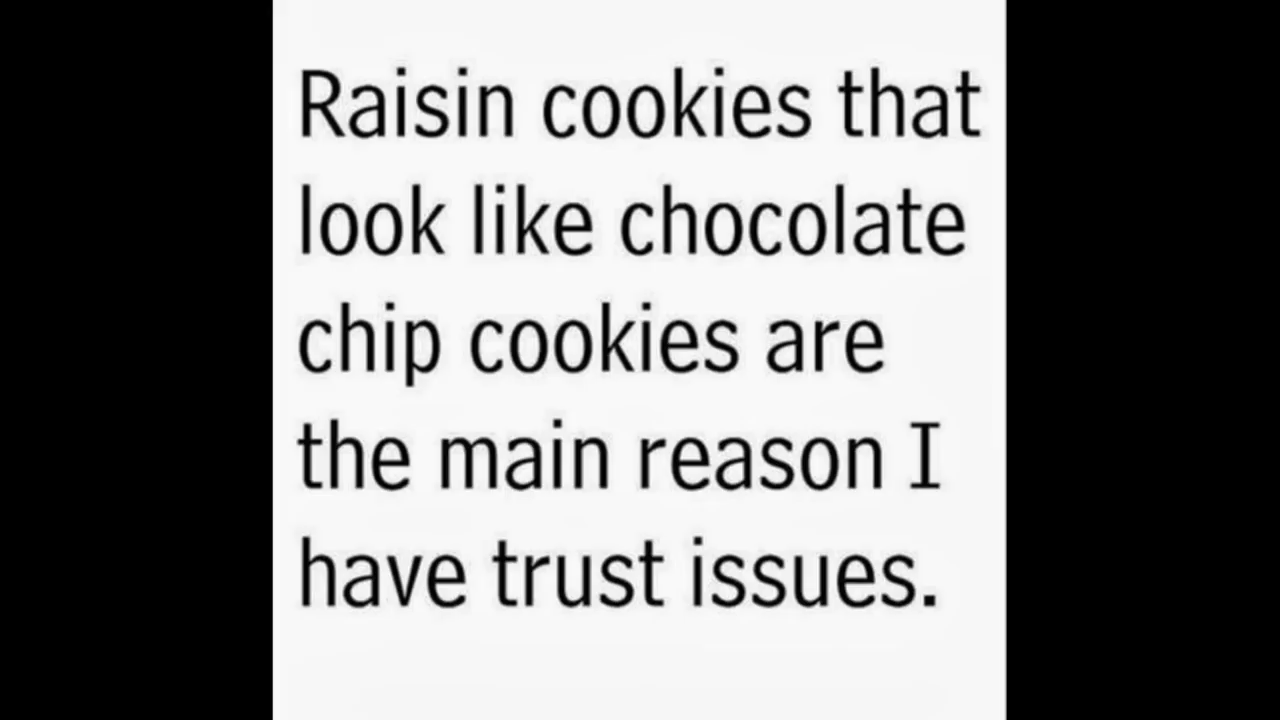 Raisin cookies that
look like chocolate
chip cookies are
the main reason I
have trust issues.